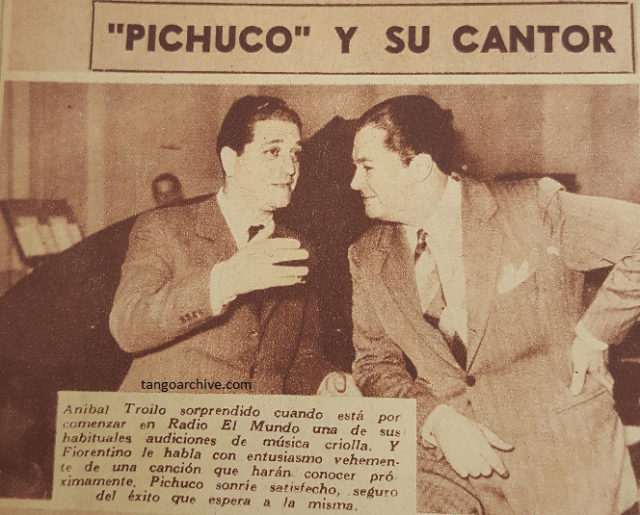 "PICHUCO" Y SU CANTOR
tangoarchive.com
Aníbal Troilo sorprendido cuando está por
comenzar en Radio El Mundo una de sus
habituales audiciones de música criolla. Y
Fiorentino le habla con entusiasmo vehemen-
te de una canción que harán conocer pró-
ximamente. Pichuco sonríe satisfecho, seguro
del éxito que espera a la misma.